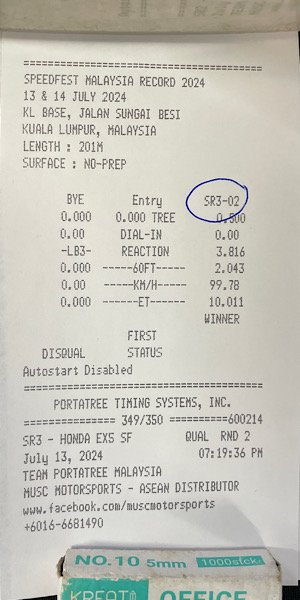 ==========================================
SPEEDFEST MALAYSIA RECORD 2024
13 & 14 JULY 2024
KL BASE, JALAN SUNGAI BESI
KUALA LUMPUR, MALAYSIA
LENGTH : 201M
SURFACE : NO-PREP
BYE Entry SR3-02
0.000 0.000 TREE 0.500
0.00 DIAL-IN 0.00
-LB3- REACTION 3.816
0.000 ------60FT------ 2.043
0.00 ------KM/H------ 99.78
0.000 -------ET------- 10.011
WINNER
FIRST
DISQUAL STATUS
Autostart Disabled
==========================================
PORTATREE TIMING SYSTEMS, INC.
================= 349/350 ==========600214
SR3 - HONDA EX5 SF QUAL RND 2
July 13, 2024 07:19:36 PM
TEAM PORTATREE MALAYSIA
MUSC MOTORSPORTS - ASEAN DISTRIBUTOR
www.facebook.com/muscmotorsports
+6016-6681490
NO.10 5mm 1000stck.
OFFICE